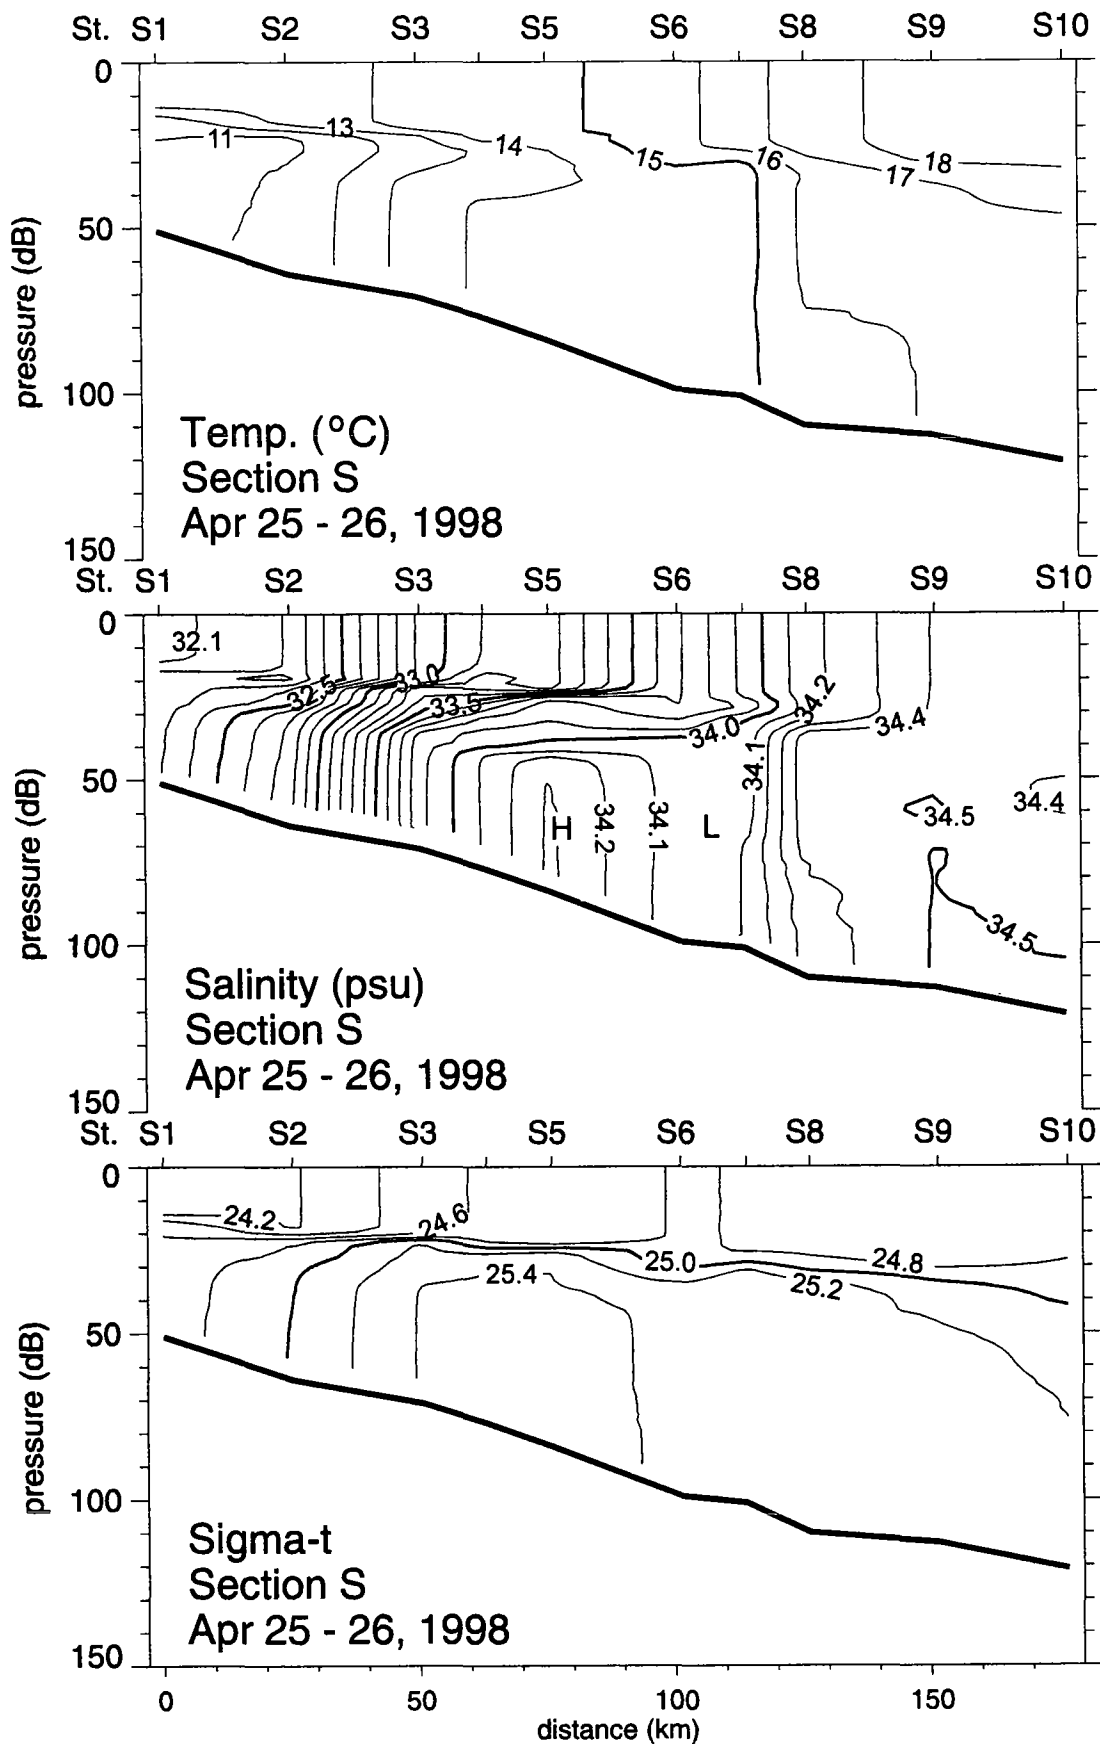 St. S1 S2 S3 S5 S6 S8 S9 S10
0
11
13
14
15
16
17
18
50
100
150
pressure (dB)
Temp. (°C)
Section S
Apr 25 - 26, 1998
St. S1 S2 S3 S5 S6 S8 S9 S10
0
32.1
32.5
33.0
33.5
34.0
34.1
34.2
34.4
50
H
34.2
34.1
L
34.5
34.4
34.5
100
150
pressure (dB)
Salinity (psu)
Section S
Apr 25 - 26, 1998
St. S1 S2 S3 S5 S6 S8 S9 S10
0
24.2
24.6
25.4
25.0
24.8
25.2
50
100
150
pressure (dB)
Sigma-t
Section S
Apr 25 - 26, 1998
0 50 100 150
distance (km)